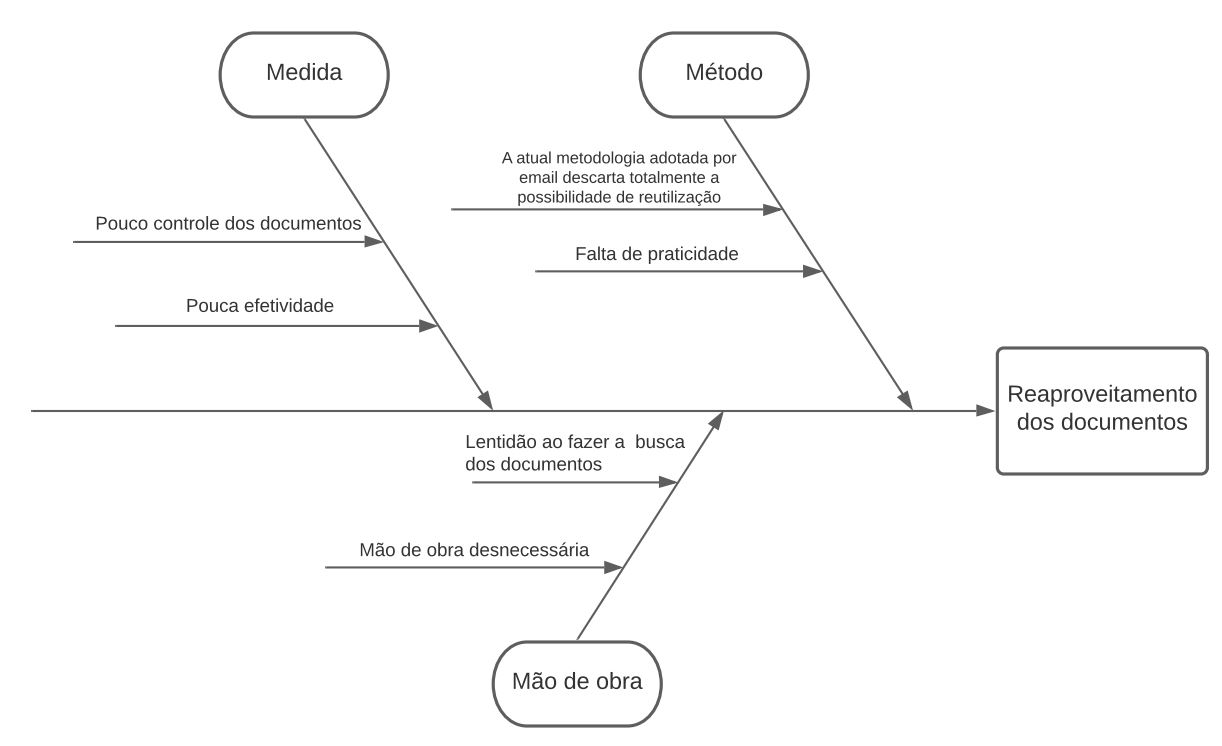 Medida
Método
A atual metodologia adotada por
email descarta totalmente a
possibilidade de reutilização
Pouco controle dos documentos
Falta de praticidade
Pouca efetividade
Reaproveitamento
dos documentos
Lentidão ao fazer a  busca
dos documentos
Mão de obra desnecessária
Mão de obra